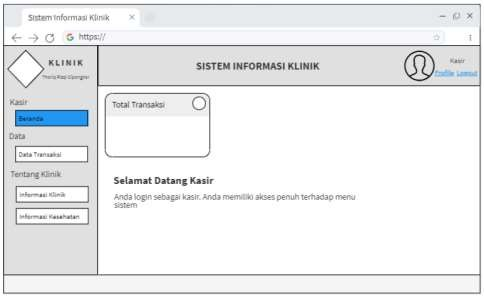 Sistem Informasi Klinik
https://
KLINIK
SISTEM INFORMASI KLINIK
Kasir
Profile Logout
Kasir
Beranda
Data
Data Transaksi
Tentang Klinik
Informasi Klinik
Informasi Kesehatan
Total Transaksi
Selamat Datang Kasir
Anda login sebagai kasir. Anda memiliki akses penuh terhadap menu
sistem